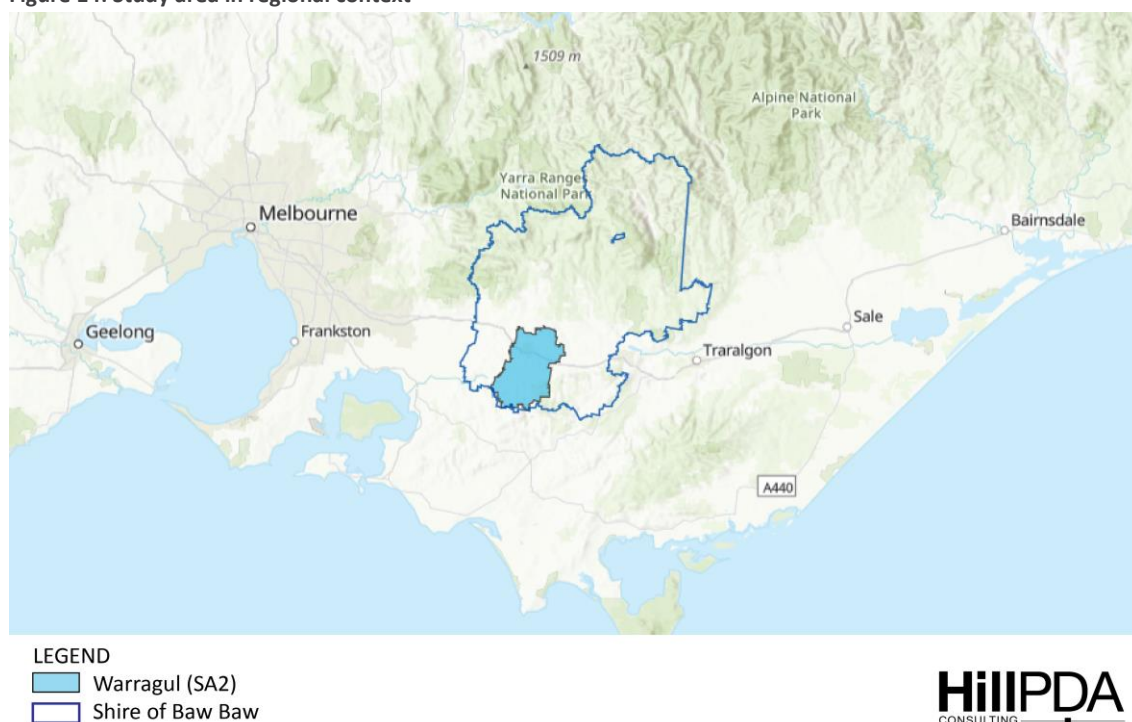 1509 m
Alpine National
Park
Yarra Ranges
National Park
Melbourne
Bairnsdale
Geelong
Frankston
Sale
Traralgon
A440
LEGEND
Warragul (SA2)
Shire of Baw Baw
HillPDA
CONSULTING